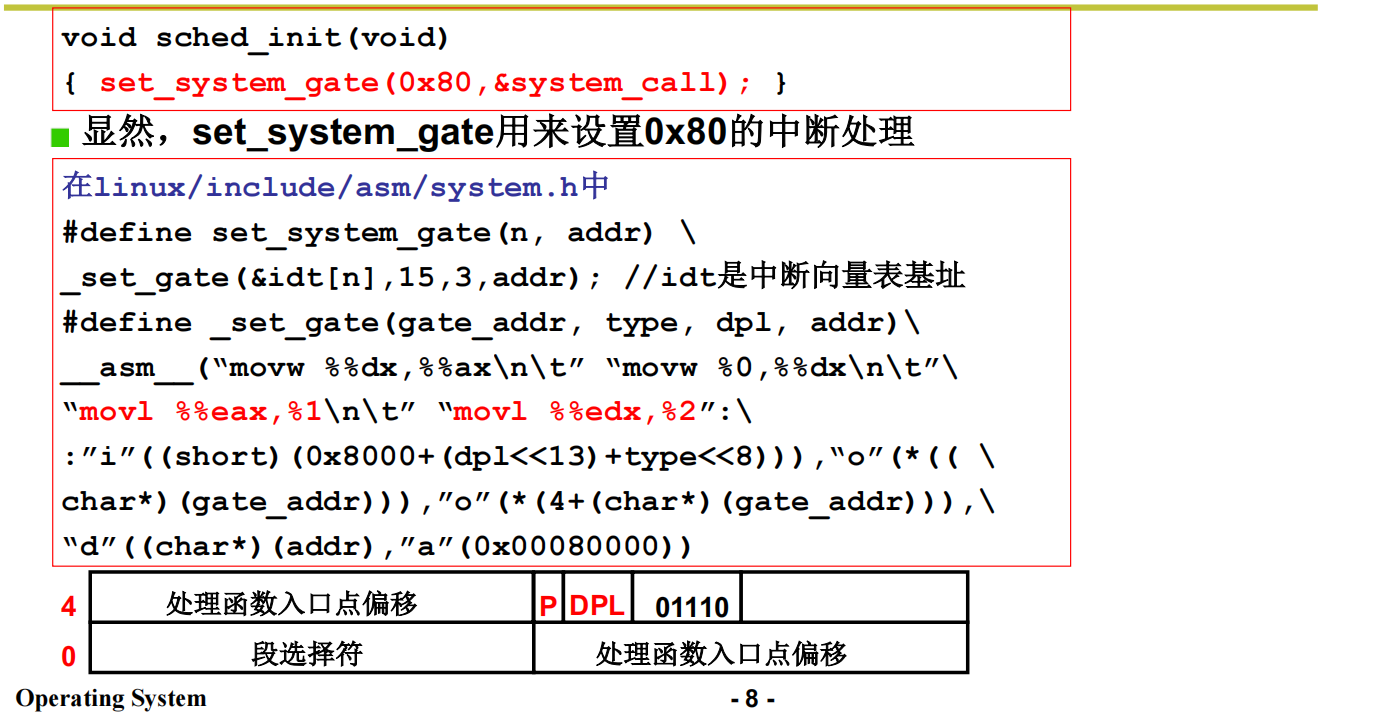 void sched_init(void)
{ set_system_gate(0x80,&system_call); }
显然，set_system_gate用来设置0x80的中断处理
在linux/include/asm/system.h中
#define set_system_gate(n, addr) \
_set_gate(&idt[n],15,3,addr); //idt是中断向量表基址
#define _set_gate(gate_addr, type, dpl, addr)\
__asm__(“movw %%dx,%%ax\n\t” “movw %0,%%dx\n\t”\
“movl %%eax,%1\n\t” “movl %%edx,%2”:\
:”i”((short)(0x8000+(dpl<<13)+type<<8))),“o”(*(( \
char*)(gate_addr))),”o”(*(4+(char*)(gate_addr))),\
“d”((char*)(addr),”a”(0x00080000))
4 处理函数入口点偏移 P DPL 01110
0 段选择符 处理函数入口点偏移
Operating System - 8 -